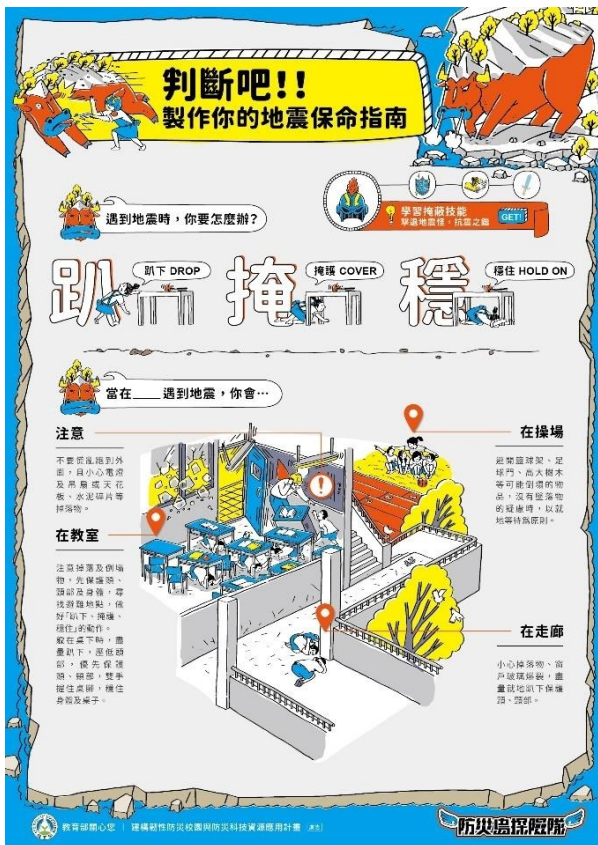 判斷吧!!
製作你的地震保命指南
遇到地震時，你要怎麼辦?
學習掩蔽技能
擊退地震怪．抗震之鎧
GET!
趴
趴下 DROP
掩
掩護 COVER
穩
穩住 HOLD ON
當在____遇到地震，你會…
注意
不要慌亂跑到外
面，且小心電燈
及吊扇或天花
板、水泥碎片等
掉落物。
在操場
避開籃球架、足
球門、高大樹木
等可能倒塌的物
品，沒有墜落物
的疑慮時，以就
地等待為原則。
在教室
注意掉落及倒塌
物，先保護頭、
頸部及身體，尋
找避難地點，做
好「趴下、掩護、
穩住」的動作。
躲在桌下時，盡
量趴下，壓低頭
部，優先保護
頭、頸部，雙手
握住桌腳，穩住
身體及桌子。
在走廊
小心掉落物、窗
戶玻璃爆裂，盡
量就地趴下保護
頭、頸部。
教育部關心您 | 建構韌性防災校園與防災科技資源應用計畫
防災島探險隊